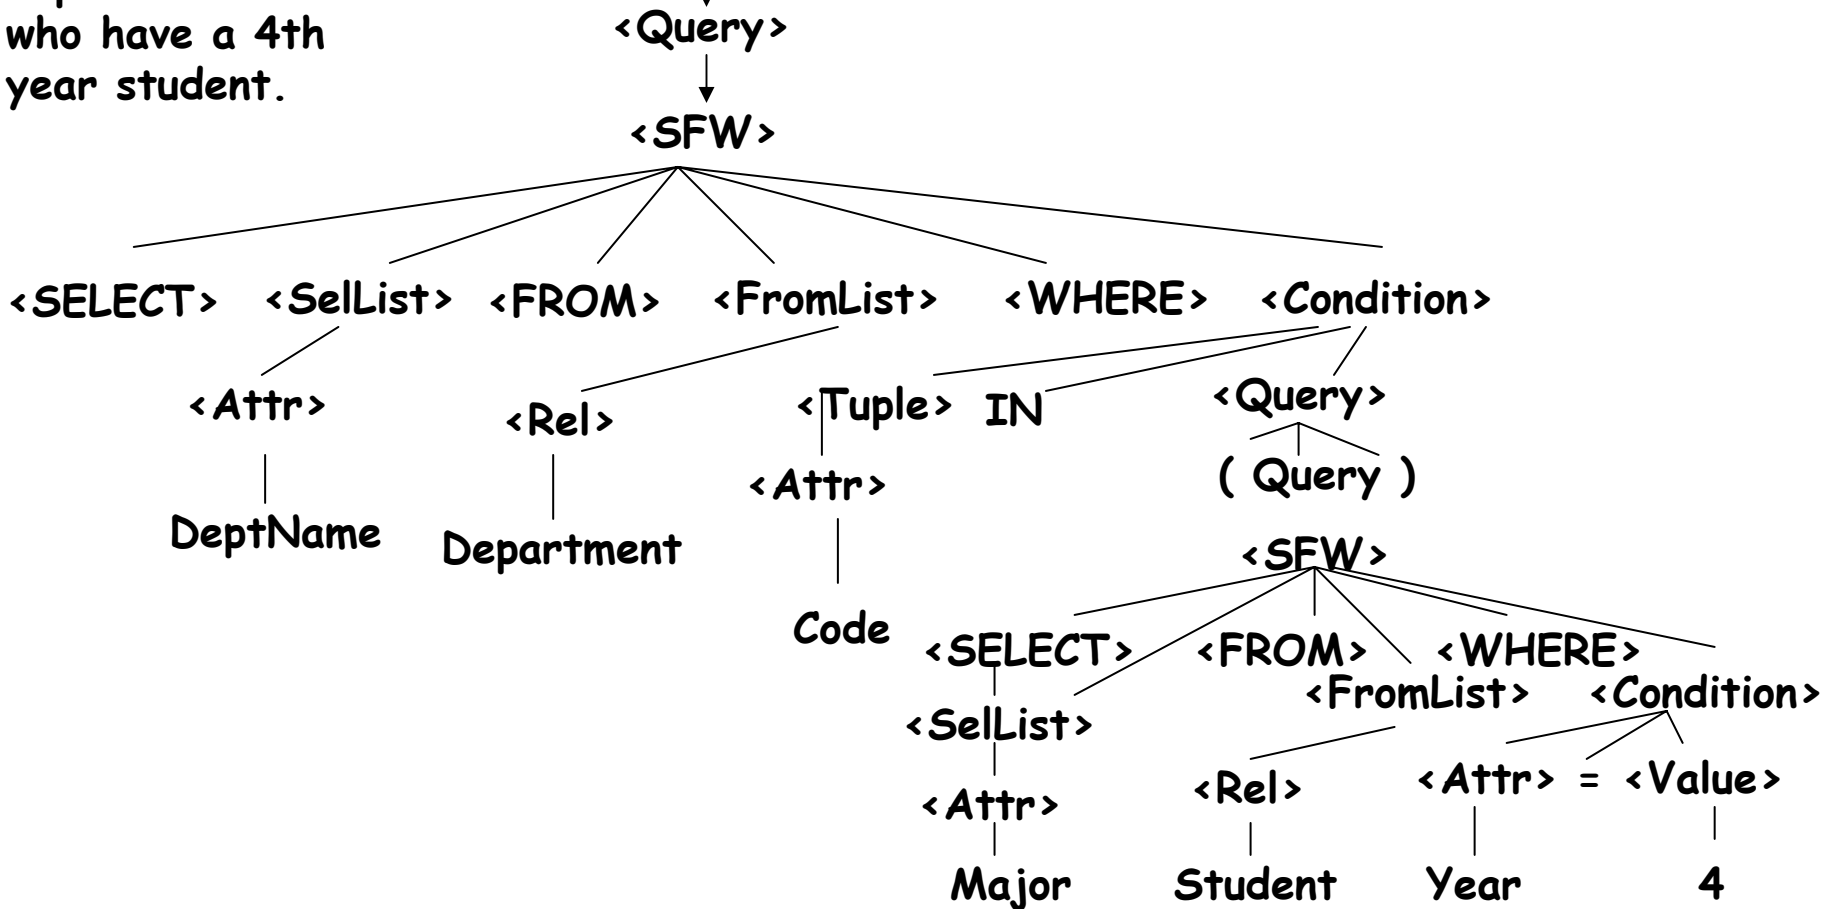 who have a 4th
year student.
<Query>
<SFW>
<SELECT> <SelList> <FROM> <FromList> <WHERE> <Condition>
<Attr> <Rel> <Tuple> IN <Query>
<Attr> ( Query )
DeptName Department
<SFW>
Code
<SELECT> <FROM> <WHERE>
<FromList> <Condition>
<SelList>
<Attr> <Rel> <Attr> = <Value>
Major Student Year 4